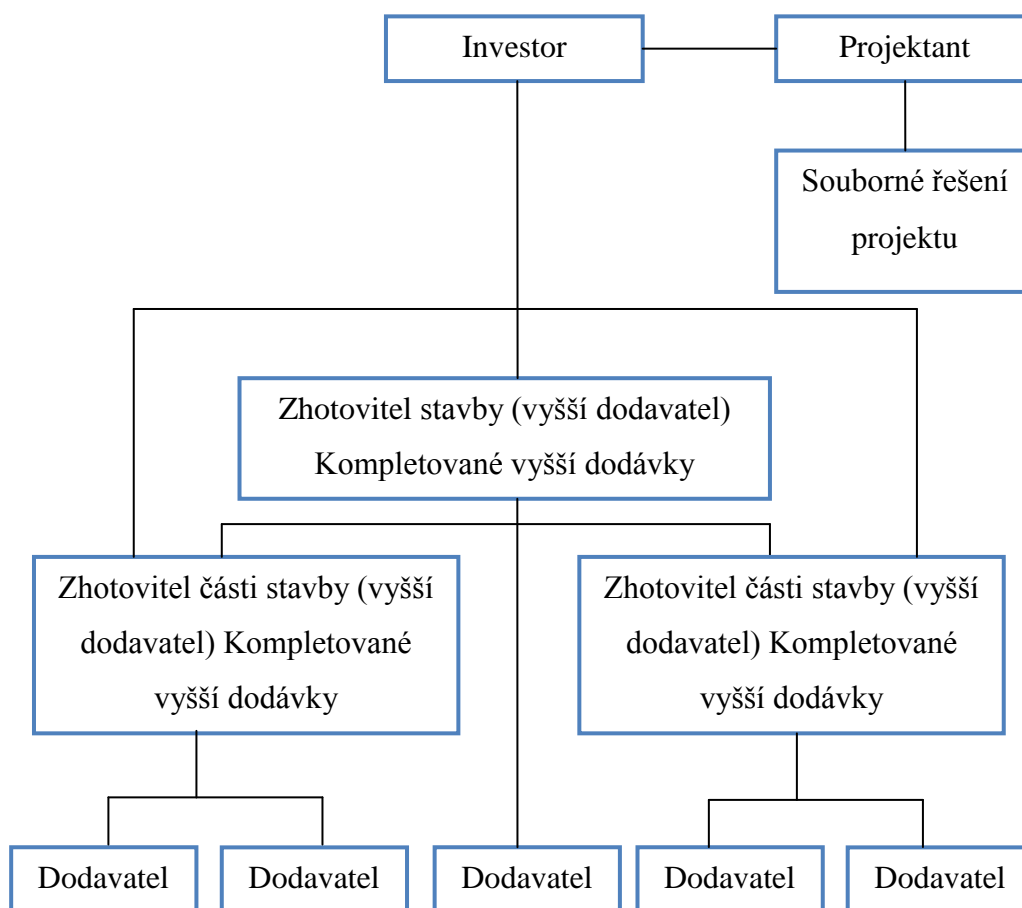 Investor
Projektant
Souborné řešení
projektu
Zhotovitel stavby (vyšší dodavatel)
Kompletované vyšší dodávky
Zhotovitel části stavby (vyšší
dodavatel) Kompletované
vyšší dodávky
Zhotovitel části stavby (vyšší
dodavatel) Kompletované
vyšší dodávky
Dodavatel
Dodavatel
Dodavatel
Dodavatel
Dodavatel